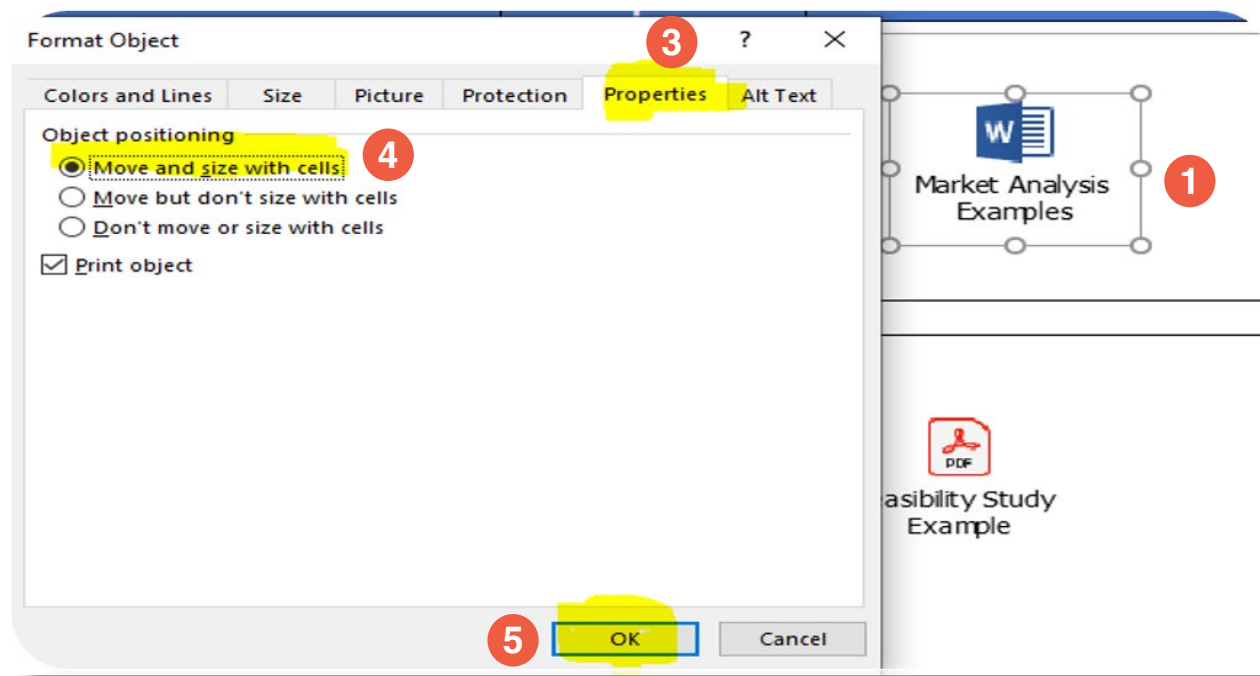 Format Object
3
?
Colors and Lines Size Picture Protection Properties Alt Text
Object positioning
4
Move and size with cells
Move but don't size with cells
Don't move or size with cells
Print object
5
OK Cancel
W
Market Analysis
Examples
1
PDF
asibility Study
Example